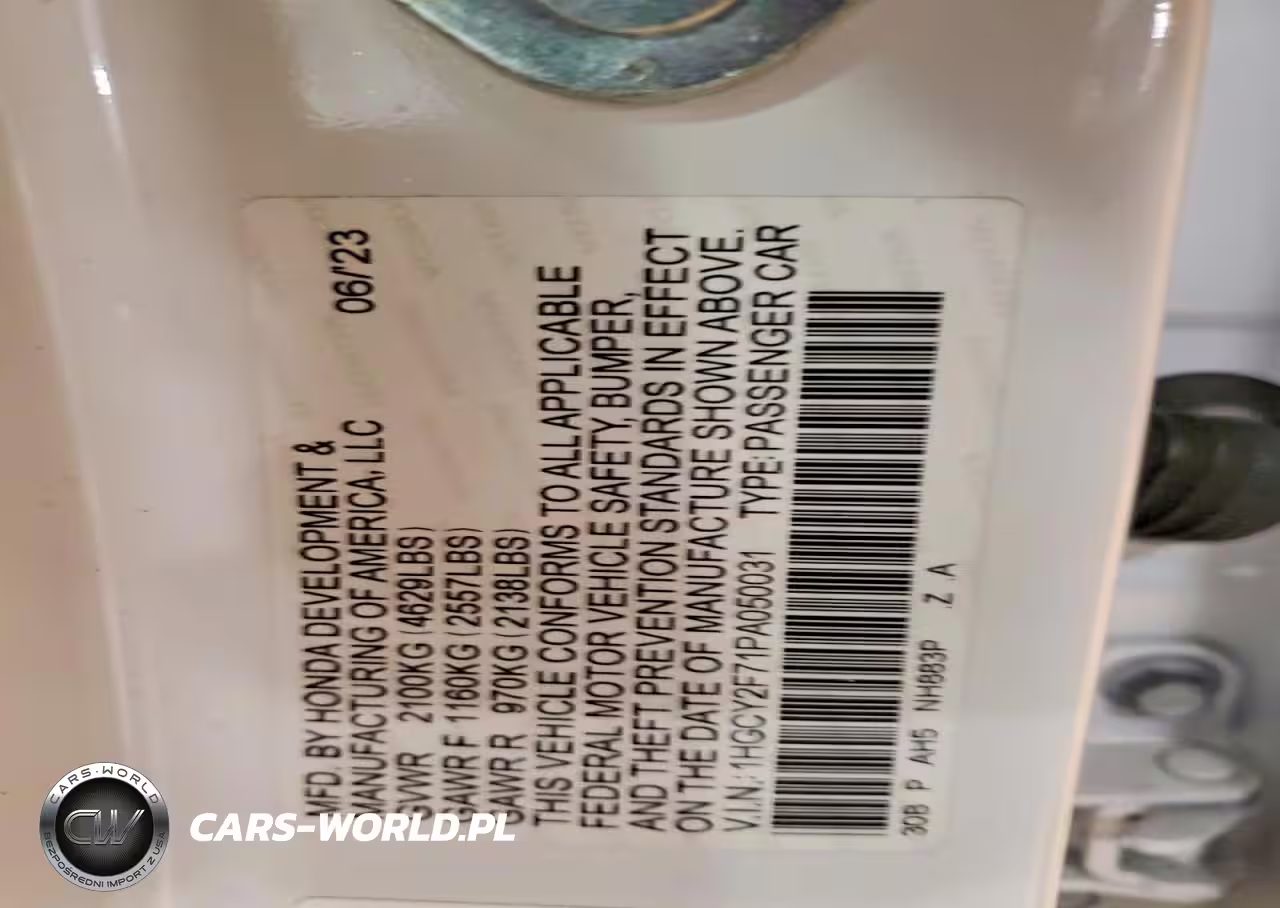 MFD. BY HONDA DEVELOPMENT &
MANUFACTURING OF AMERICA, LLC 06/'23
GVWR 2100KG (4629LBS)
GAWR F 1160KG (2557LBS)
GAWR R 970KG (2138LBS)
THIS VEHICLE CONFORMS TO ALL APPLICABLE
FEDERAL MOTOR VEHICLE SAFETY, BUMPER,
AND THEFT PREVENTION STANDARDS IN EFFECT
ON THE DATE OF MANUFACTURE SHOWN ABOVE.
V.I.N.: 1HGCY2F71PA050031 TYPE: PASSENGER CAR
30B P AH5 NH883P .Z .A
CARS-WORLD
CW
BEZPOŚREDNI IMPORT Z USA
CARS-WORLD.PL